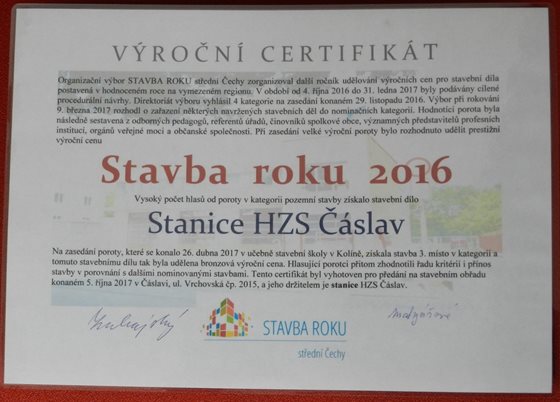 VÝROČNÍ CERTIFIKÁT
Organizační výbor STAVBA ROKU střední Čechy zorganizoval další ročník udělování výročních cen pro stavební díla
postavená v hodnoceném roce na vymezeném regionu. V období od 4. října 2016 do 31. ledna 2017 byly podávány cílené
procedurální návrhy. Direktoriát výboru vyhlásil 4 kategorie na zasedání konaném 29. listopadu 2016. Výbor při rokování
9. března 2017 rozhodl o zařazení některých navržených stavebních děl do nominačních kategorií. Hodnotící porota byla
následně sestavena z odborných pedagogů, referentů úřadů, činovníků spolkové obce, významných představitelů profesních
institucí, orgánů veřejné moci a občanské společnosti. Při zasedání velké výroční poroty bylo rozhodnuto udělit prestižní
výroční cenu
Stavba roku 2016
Vysoký počet hlasů od poroty v kategorii pozemní stavby získalo stavební dílo
Stanice HZS Čáslav
Na zasedání poroty, které se konalo 26. dubna 2017 v učebně stavební školy v Kolíně, získala stavba 3. místo v kategorii a
tomuto stavebnímu dílu tak byla udělena bronzová výroční cena. Hlasující porotci přitom zhodnotili řadu kritérií i přínos
stavby v porovnání s dalšími nominovanými stavbami. Tento certifikát byl vyhotoven pro předání na stavebním obřadu
konaném 5. října 2017 v Čáslavi, ul. Vrchovská čp. 2015, a jeho držitelem je stanice HZS Čáslav.
STAVBA ROKU
střední Čechy